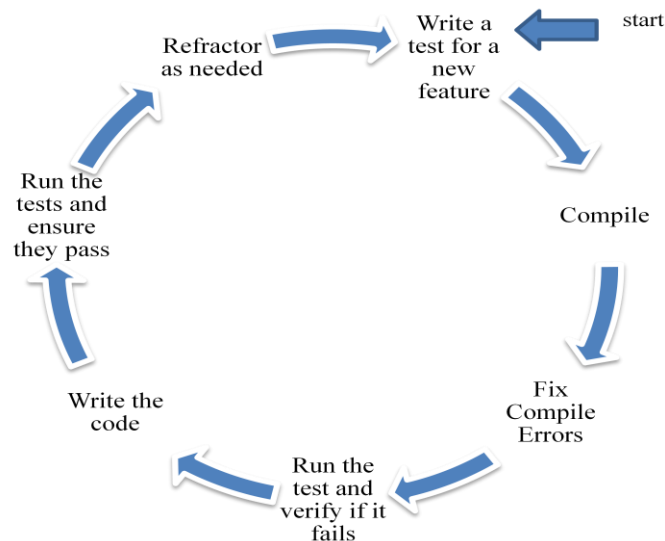 start
Write a
test for a
new
feature
Compile
Fix
Compile
Errors
Run the
test and
verify if it
fails
Write the
code
Run the
tests and
ensure
they pass
Refractor
as needed